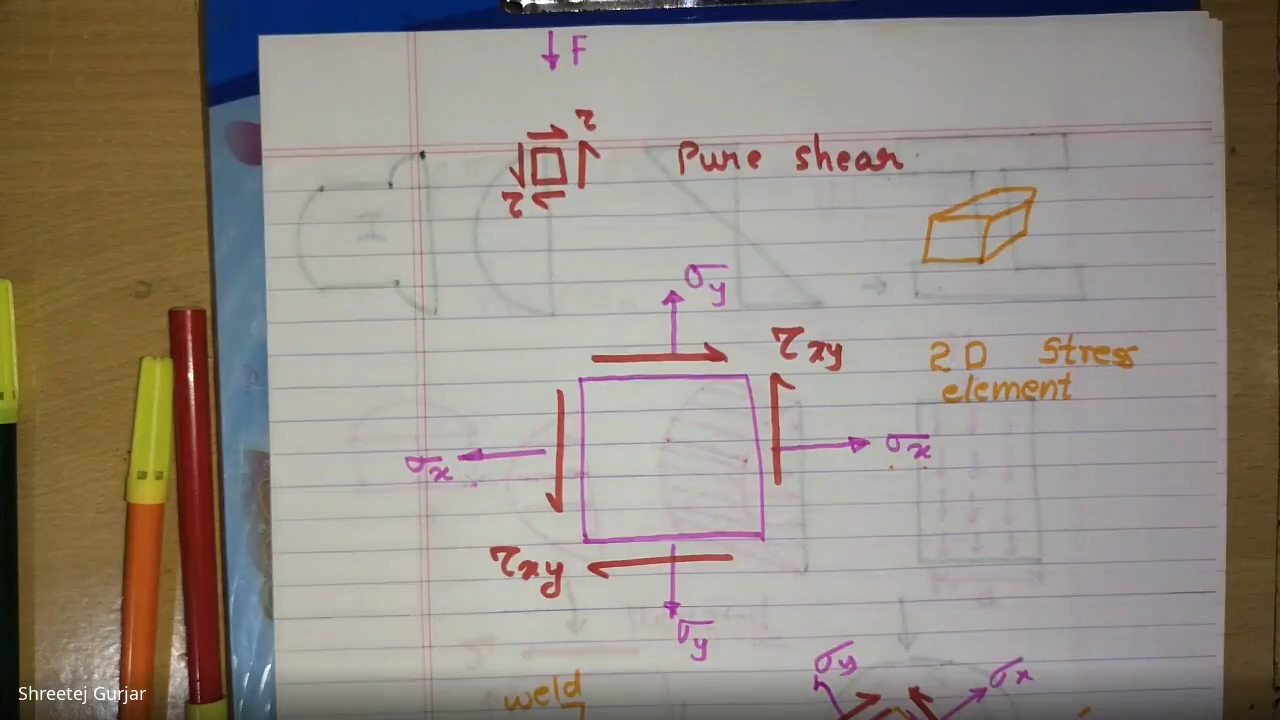 F
τ
Pure shear
τ
σy
τxy
2D Stress
element
σx
σx
τxy
σy
σy
σx
weld
Shreetej Gurjar